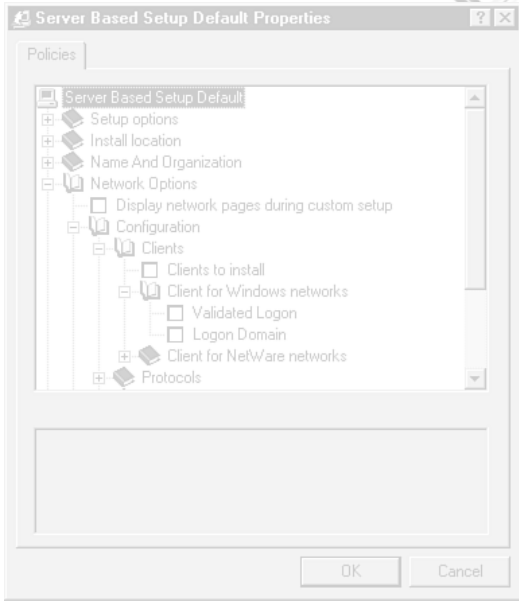 Server Based Setup Default Properties
Policies
Server Based Setup Default
Setup options
Install location
Name And Organization
Network Options
Display network pages during custom setup
Configuration
Clients
Clients to install
Client for Windows networks
Validated Logon
Logon Domain
Client for NetWare networks
Protocols
OK Cancel